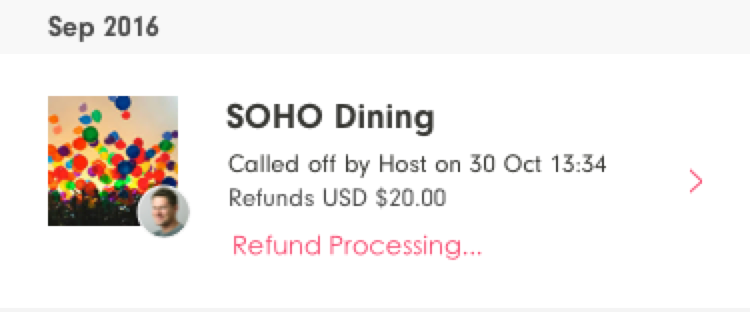 Sep 2016
SOHO Dining
Called off by Host on 30 Oct 13:34
Refunds USD $20.00
Refund Processing...